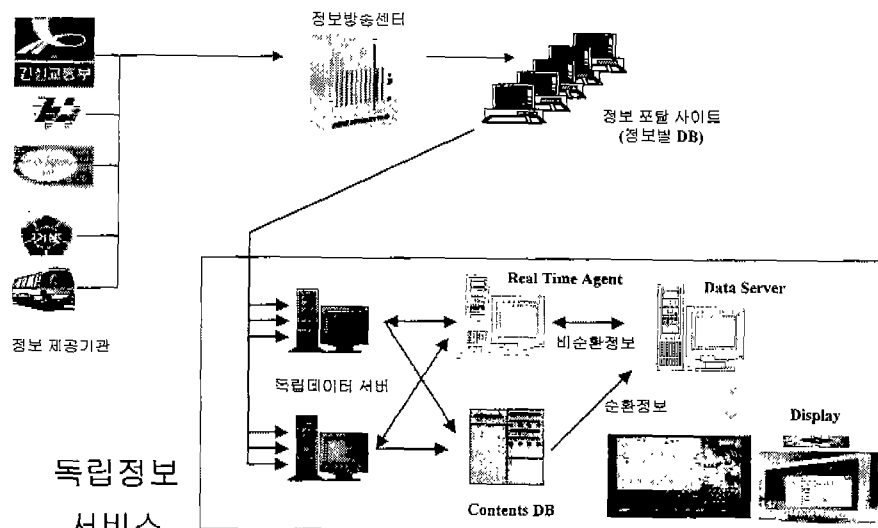 정보방송센터
건설교통부
정보 포탈 사이트
(정보별 DB)
정보 제공기관
Real Time Agent
Data Server
비순환정보
독립데이터 서버
순환정보
Display
Contents DB
독립정보
서비스